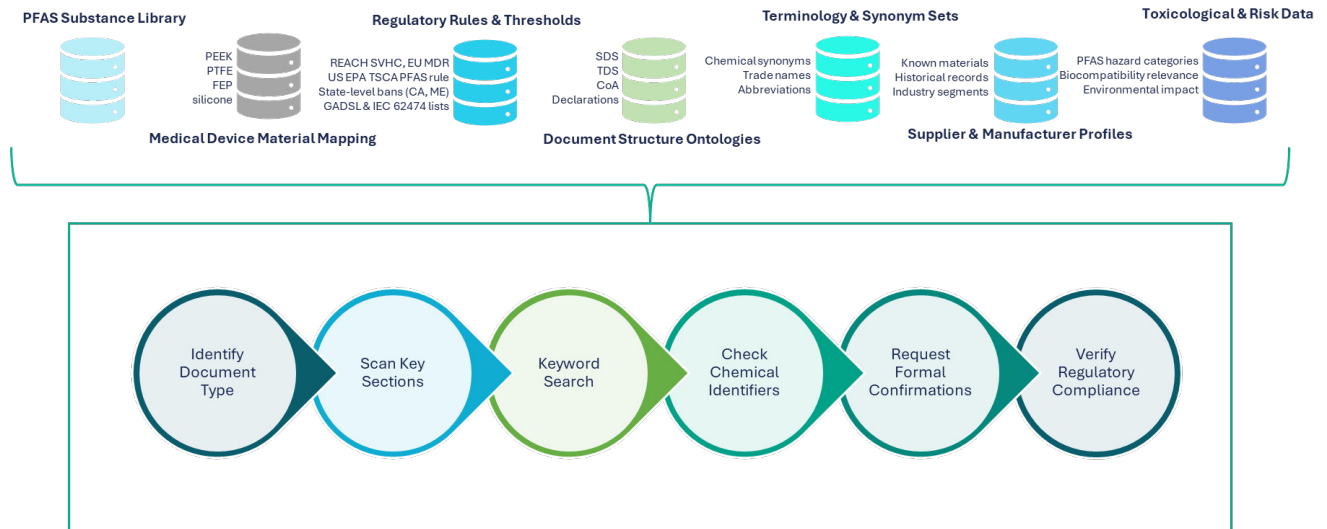 PFAS Substance Library
Regulatory Rules & Thresholds
Terminology & Synonym Sets
Toxicological & Risk Data
PEEK
PTFE
FEP
silicone
REACH SVHC, EU MDR
US EPA TSCA PFAS rule
State-level bans (CA, ME)
GADSL & IEC 62474 lists
SDS
TDS
CoA
Declarations
Chemical synonyms
Trade names
Abbreviations
Known materials
Historical records
Industry segments
PFAS hazard categories
Biocompatibility relevance
Environmental impact
Medical Device Material Mapping
Document Structure Ontologies
Supplier & Manufacturer Profiles
Identify
Document
Type
Scan Key
Sections
Keyword
Search
Check
Chemical
Identifiers
Request
Formal
Confirmations
Verify
Regulatory
Compliance